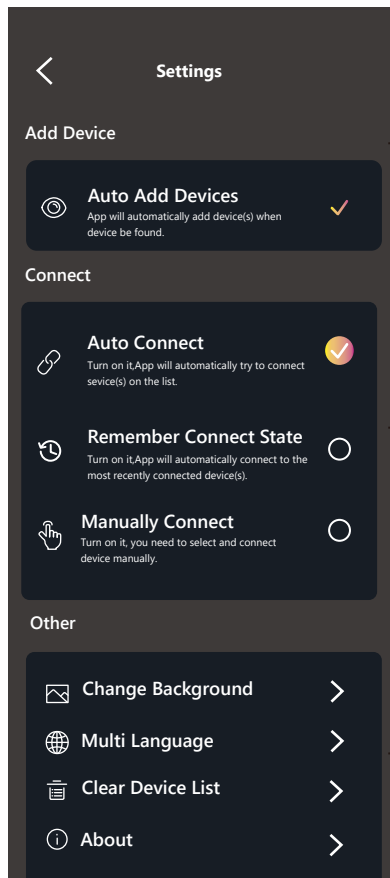 Settings
Add Device
Auto Add Devices
App will automatically add device(s) when
device be found.
Connect
Auto Connect
Turn on it,App will automatically try to connect
sevice(s) on the list.
Remember Connect State
Turn on it,App will automatically connect to the
most recently connected device(s).
Manually Connect
Turn on it, you need to select and connect
device manually.
Other
Change Background
Multi Language
Clear Device List
About